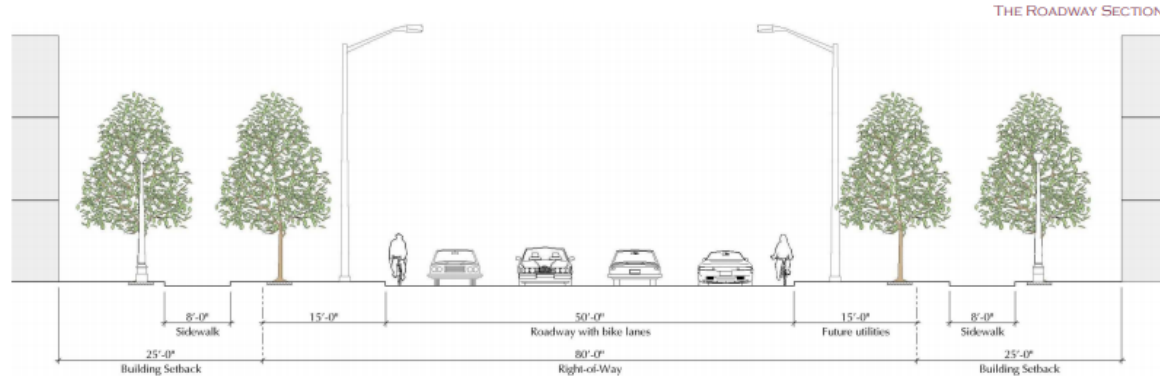 THE ROADWAY SECTION
8'-0" 15'-0" 50'-0" 15'-0" 8'-0"
Sidewalk Roadway with bike lanes Future utilities Sidewalk
25'-0" 80'-0" 25'-0"
Building Setback Right-of-Way Building Setback